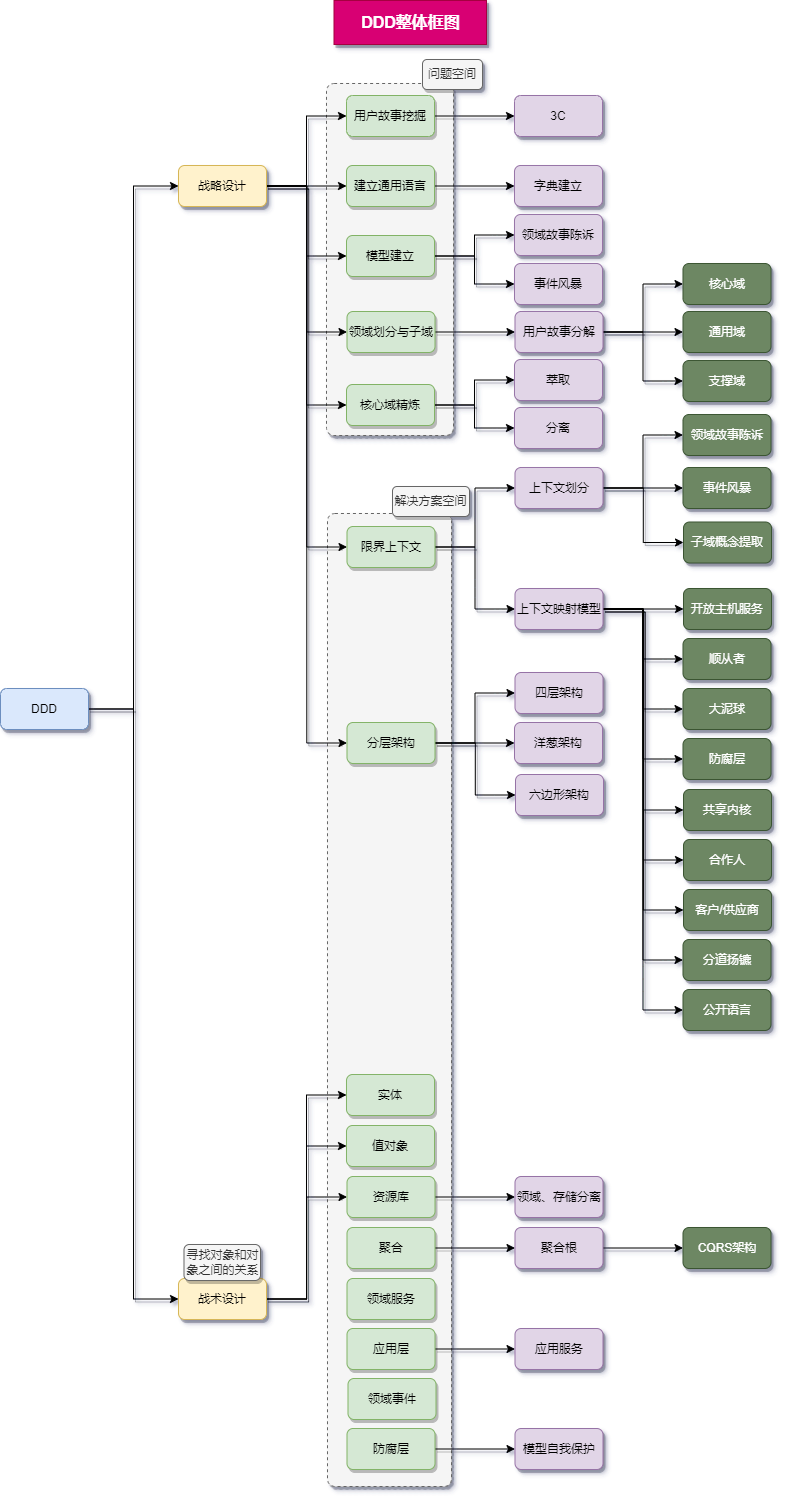 DDD整体框图
问题空间
用户故事挖掘
3C
战略设计
建立通用语言
字典建立
模型建立
领域故事陈诉
事件风暴
领域划分与子域
用户故事分解
核心域
通用域
支撑域
核心域精炼
萃取
分离
解决方案空间
限界上下文
上下文划分
领域故事陈诉
事件风暴
子域概念提取
上下文映射模型
开放主机服务
顺从者
大泥球
防腐层
共享内核
合作人
客户/供应商
分道扬镳
公开语言
DDD
分层架构
四层架构
洋葱架构
六边形架构
实体
值对象
资源库
领域、存储分离
聚合
聚合根
CQRS架构
寻找对象和对
象之间的关系
战术设计
领域服务
应用层
应用服务
领域事件
防腐层
模型自我保护